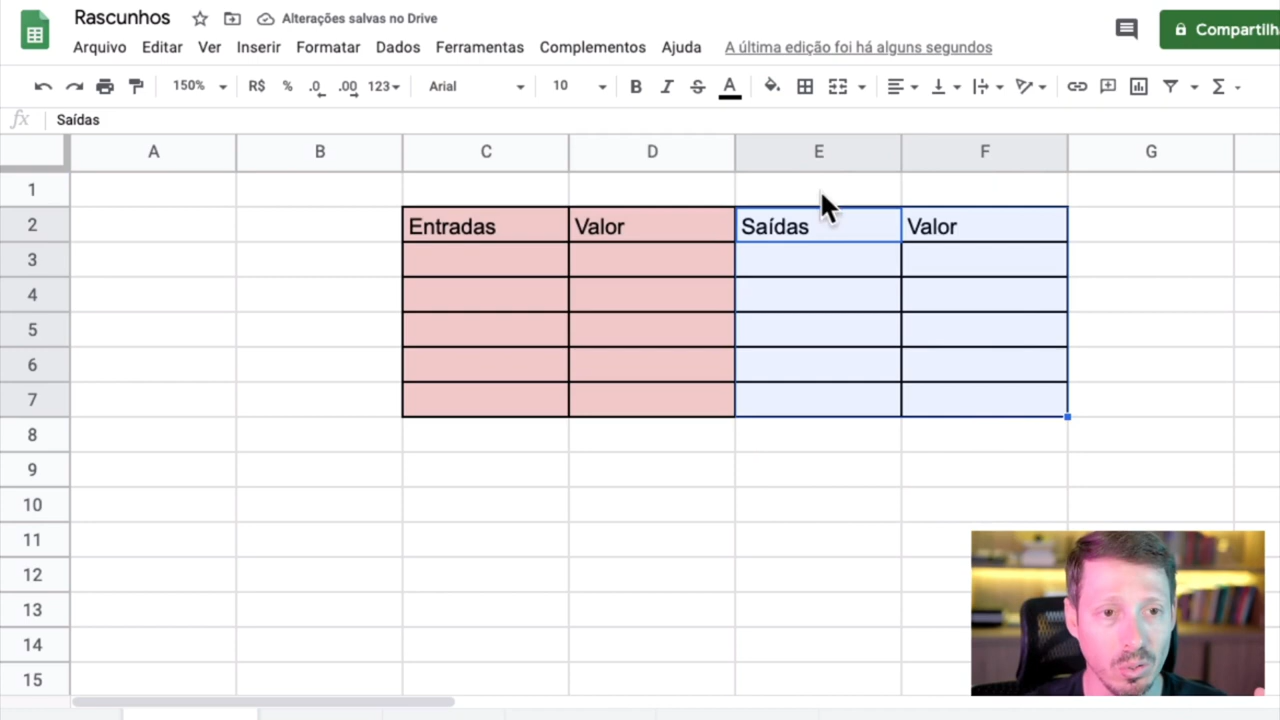 Rascunhos Alterações salvas no Drive
Arquivo Editar Ver Inserir Formatar Dados Ferramentas Complementos Ajuda A última edição foi há alguns segundos
150% R$ % .0 .00 123 Arial 10 B I S A Σ
fx Saídas
A B C D E F G
1
2 Entradas Valor Saídas Valor
3
4
5
6
7
8
9
10
11
12
13
14
15